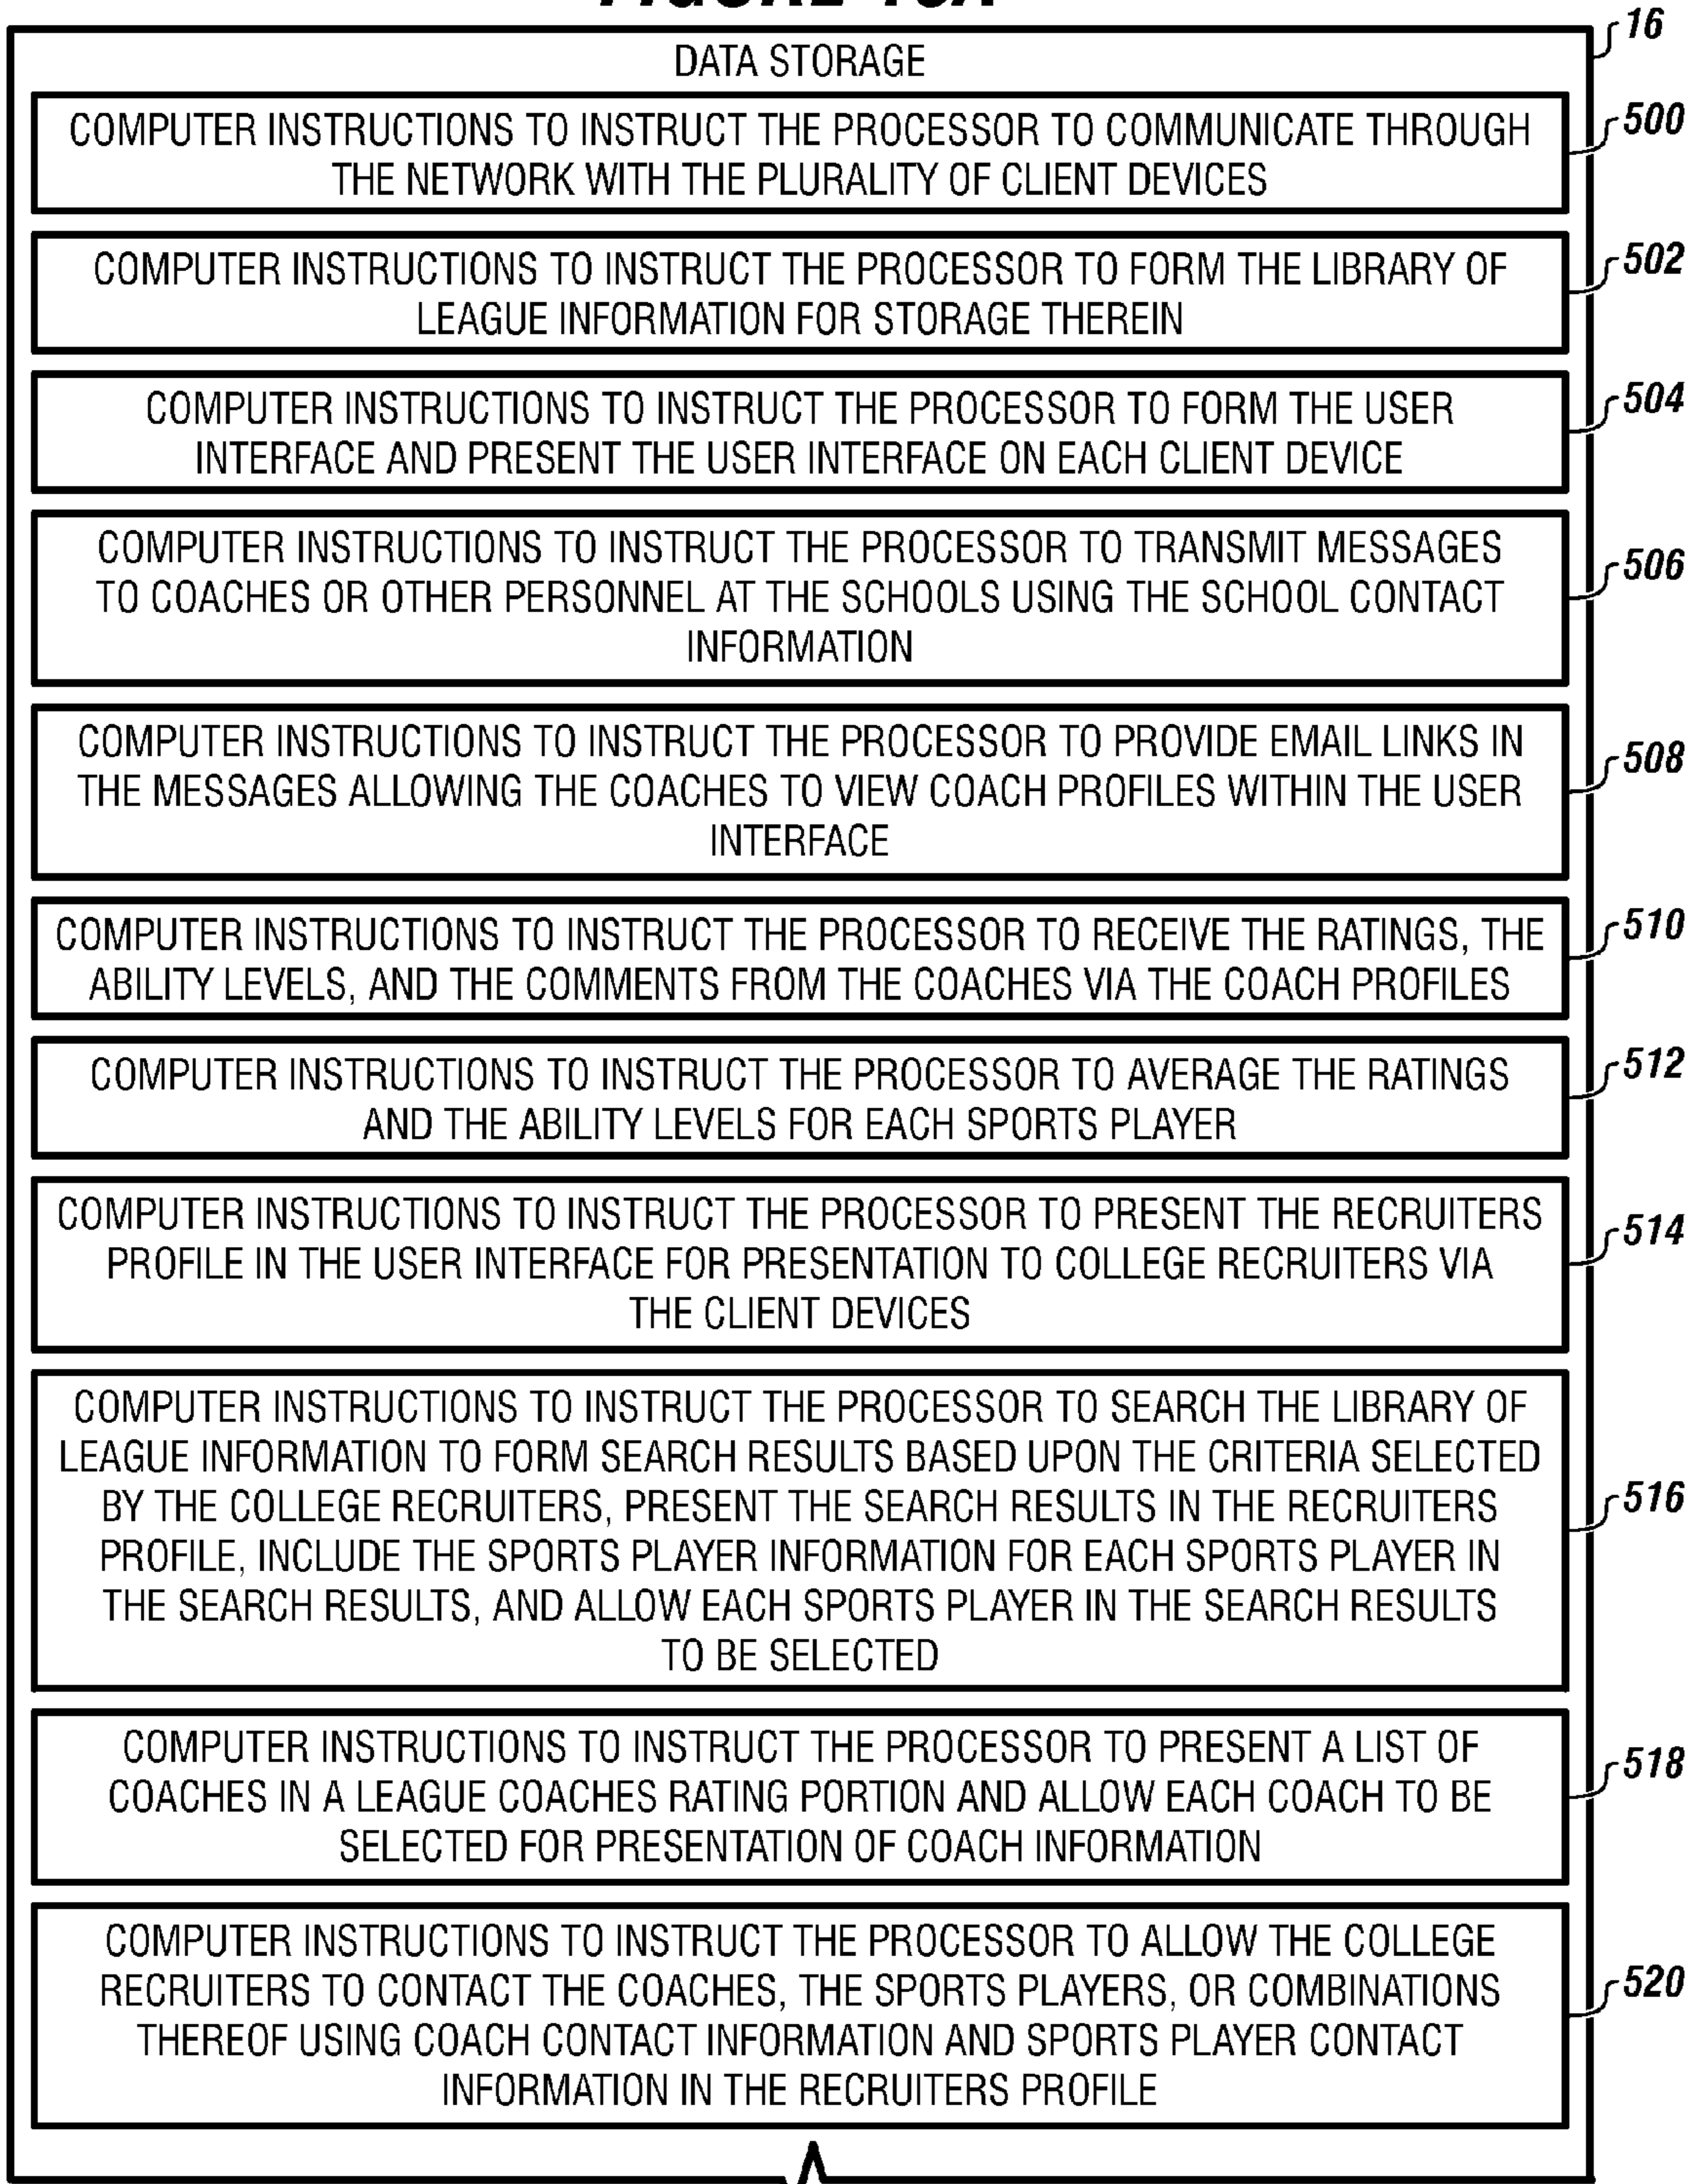 16
DATA STORAGE
COMPUTER INSTRUCTIONS TO INSTRUCT THE PROCESSOR TO COMMUNICATE THROUGH
THE NETWORK WITH THE PLURALITY OF CLIENT DEVICES
500
COMPUTER INSTRUCTIONS TO INSTRUCT THE PROCESSOR TO FORM THE LIBRARY OF
LEAGUE INFORMATION FOR STORAGE THEREIN
502
COMPUTER INSTRUCTIONS TO INSTRUCT THE PROCESSOR TO FORM THE USER
INTERFACE AND PRESENT THE USER INTERFACE ON EACH CLIENT DEVICE
504
COMPUTER INSTRUCTIONS TO INSTRUCT THE PROCESSOR TO TRANSMIT MESSAGES
TO COACHES OR OTHER PERSONNEL AT THE SCHOOLS USING THE SCHOOL CONTACT
INFORMATION
506
COMPUTER INSTRUCTIONS TO INSTRUCT THE PROCESSOR TO PROVIDE EMAIL LINKS IN
THE MESSAGES ALLOWING THE COACHES TO VIEW COACH PROFILES WITHIN THE USER
INTERFACE
508
COMPUTER INSTRUCTIONS TO INSTRUCT THE PROCESSOR TO RECEIVE THE RATINGS, THE
ABILITY LEVELS, AND THE COMMENTS FROM THE COACHES VIA THE COACH PROFILES
510
COMPUTER INSTRUCTIONS TO INSTRUCT THE PROCESSOR TO AVERAGE THE RATINGS
AND THE ABILITY LEVELS FOR EACH SPORTS PLAYER
512
COMPUTER INSTRUCTIONS TO INSTRUCT THE PROCESSOR TO PRESENT THE RECRUITERS
PROFILE IN THE USER INTERFACE FOR PRESENTATION TO COLLEGE RECRUITERS VIA
THE CLIENT DEVICES
514
COMPUTER INSTRUCTIONS TO INSTRUCT THE PROCESSOR TO SEARCH THE LIBRARY OF
LEAGUE INFORMATION TO FORM SEARCH RESULTS BASED UPON THE CRITERIA SELECTED
BY THE COLLEGE RECRUITERS, PRESENT THE SEARCH RESULTS IN THE RECRUITERS
PROFILE, INCLUDE THE SPORTS PLAYER INFORMATION FOR EACH SPORTS PLAYER IN
THE SEARCH RESULTS, AND ALLOW EACH SPORTS PLAYER IN THE SEARCH RESULTS
TO BE SELECTED
516
COMPUTER INSTRUCTIONS TO INSTRUCT THE PROCESSOR TO PRESENT A LIST OF
COACHES IN A LEAGUE COACHES RATING PORTION AND ALLOW EACH COACH TO BE
SELECTED FOR PRESENTATION OF COACH INFORMATION
518
COMPUTER INSTRUCTIONS TO INSTRUCT THE PROCESSOR TO ALLOW THE COLLEGE
RECRUITERS TO CONTACT THE COACHES, THE SPORTS PLAYERS, OR COMBINATIONS
THEREOF USING COACH CONTACT INFORMATION AND SPORTS PLAYER CONTACT
INFORMATION IN THE RECRUITERS PROFILE
520